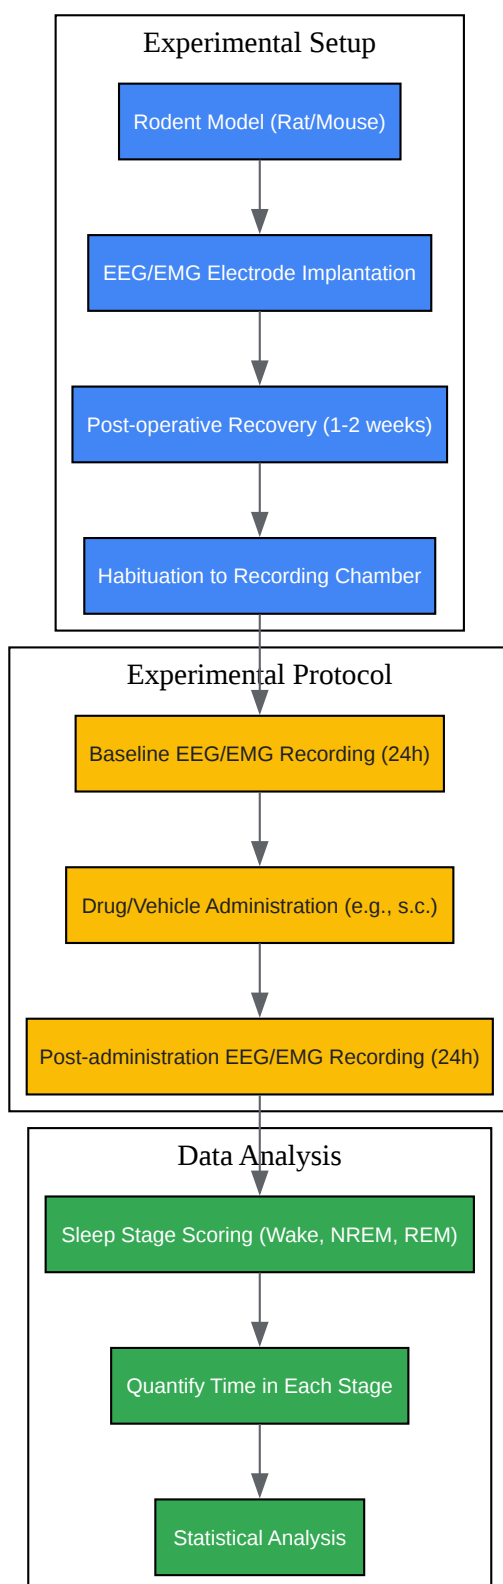 Experimental Setup
Rodent Model (Rat/Mouse)
EEG/EMG Electrode Implantation
Post-operative Recovery (1-2 weeks)
Habituation to Recording Chamber
Experimental Protocol
Baseline EEG/EMG Recording (24h)
Drug/Vehicle Administration (e.g., s.c.)
Post-administration EEG/EMG Recording (24h)
Data Analysis
Sleep Stage Scoring (Wake, NREM, REM)
Quantify Time in Each Stage
Statistical Analysis